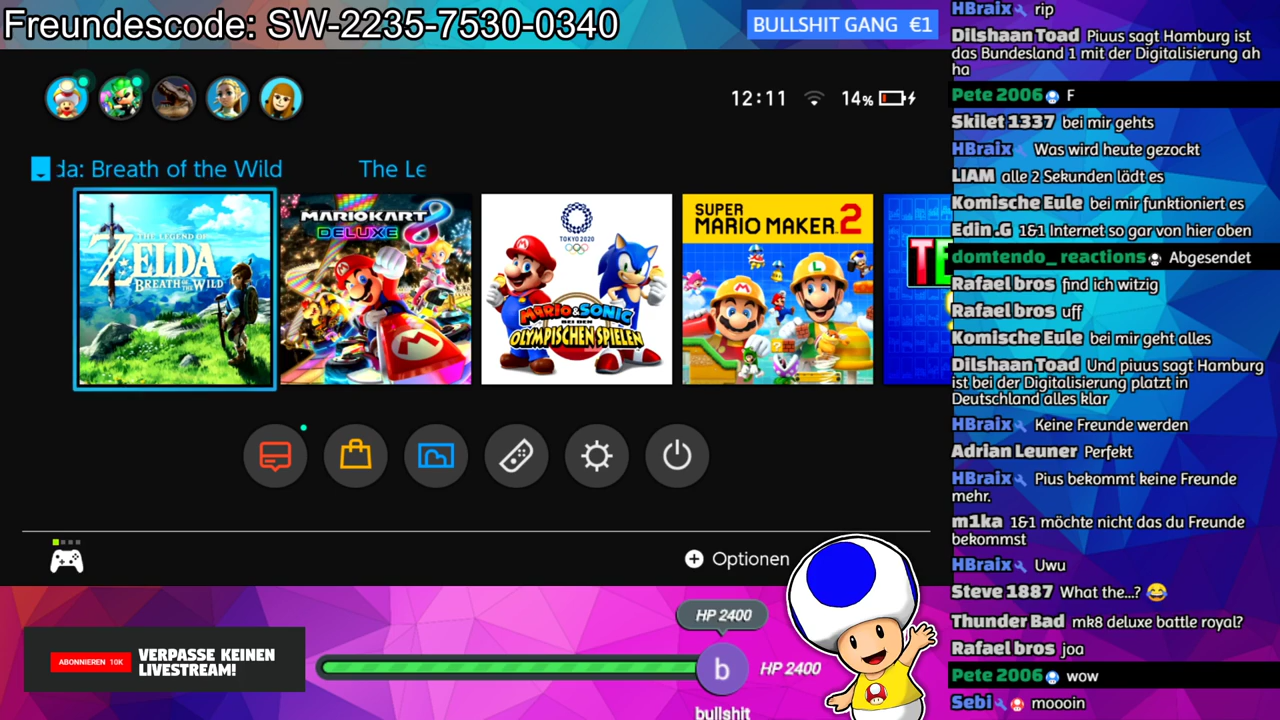 Freundescode: SW-2235-7530-0340
BULLSHIT GANG €1
12:11
14%
da: Breath of the Wild
The Le
THE LEGEND OF
ZELDA
BREATH OF THE WILD
MARIOKART 8
DELUXE
TOKYO 2020
MARIO & SONIC
BEI DEN
OLYMPISCHEN SPIELEN
SUPER
MARIO MAKER 2
TE
Optionen
ABONNIEREN 10K
VERPASSE KEINEN
LIVESTREAM!
HP 2400
b
HP 2400
bullshit
HBraix rip
Dilshaan Toad Piuus sagt Hamburg ist
das Bundesland 1 mit der Digitalisierung ah
ha
Pete 2006 F
Skilet 1337 bei mir gehts
HBraix Was wird heute gezockt
LIAM alle 2 Sekunden lädt es
Komische Eule bei mir funktioniert es
Edin .G 1&1 Internet so gar von hier oben
domtendo_reactions Abgesendet
Rafael bros find ich witzig
Rafael bros uff
Komische Eule bei mir geht alles
Dilshaan Toad Und piuus sagt Hamburg
ist bei der Digitalisierung platzt in
Deutschland alles klar
HBraix Keine Freunde werden
Adrian Leuner Perfekt
HBraix Pius bekommt keine Freunde
mehr.
m1ka 1&1 möchte nicht das du Freunde
bekommst
HBraix Uwu
Steve 1887 What the...? 😂
Thunder Bad mk8 deluxe battle royal?
Rafael bros joa
Pete 2006 wow
Sebi moooin